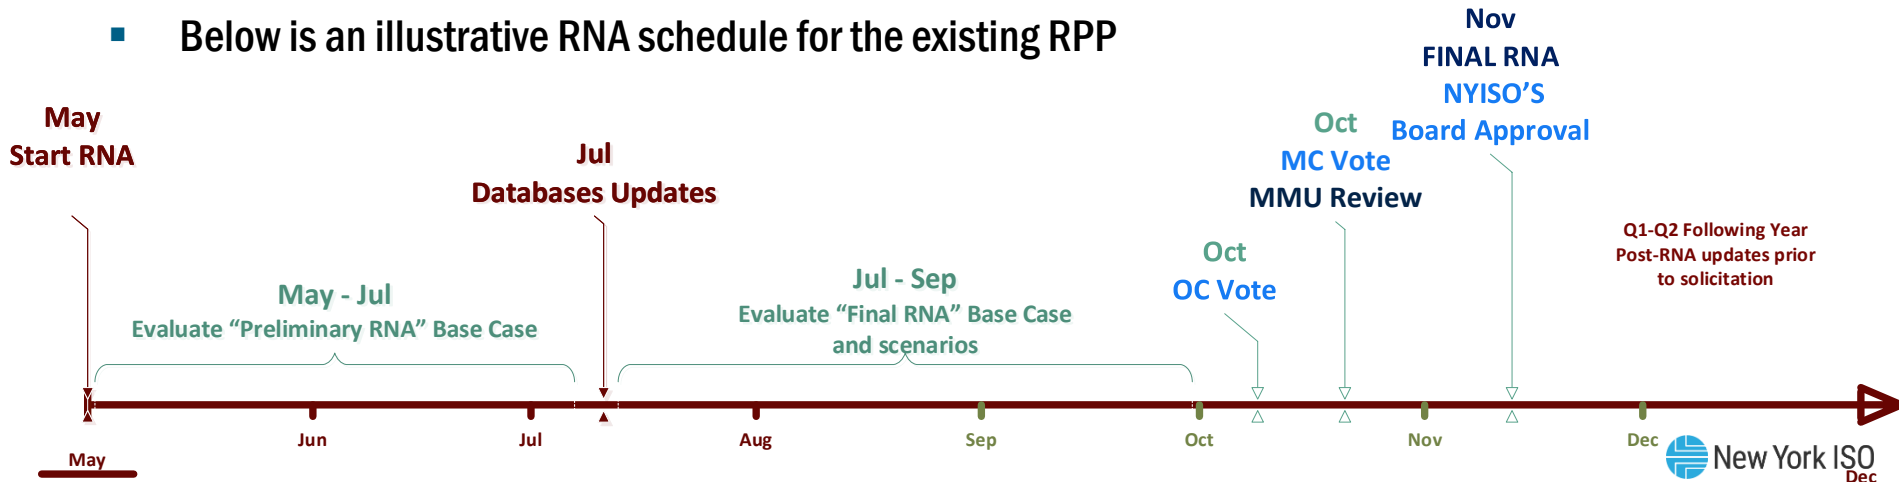 ▪ Below is an illustrative RNA schedule for the existing RPP
May
Start RNA
May - Jul
Evaluate “Preliminary RNA” Base Case
Jul
Databases Updates
Jul - Sep
Evaluate “Final RNA” Base Case
and scenarios
Oct
OC Vote
Oct
MC Vote
MMU Review
Nov
FINAL RNA
NYISO’S
Board Approval
Q1-Q2 Following Year
Post-RNA updates prior
to solicitation
May
Jun
Jul
Aug
Sep
Oct
Nov
Dec
New York ISO
Dec